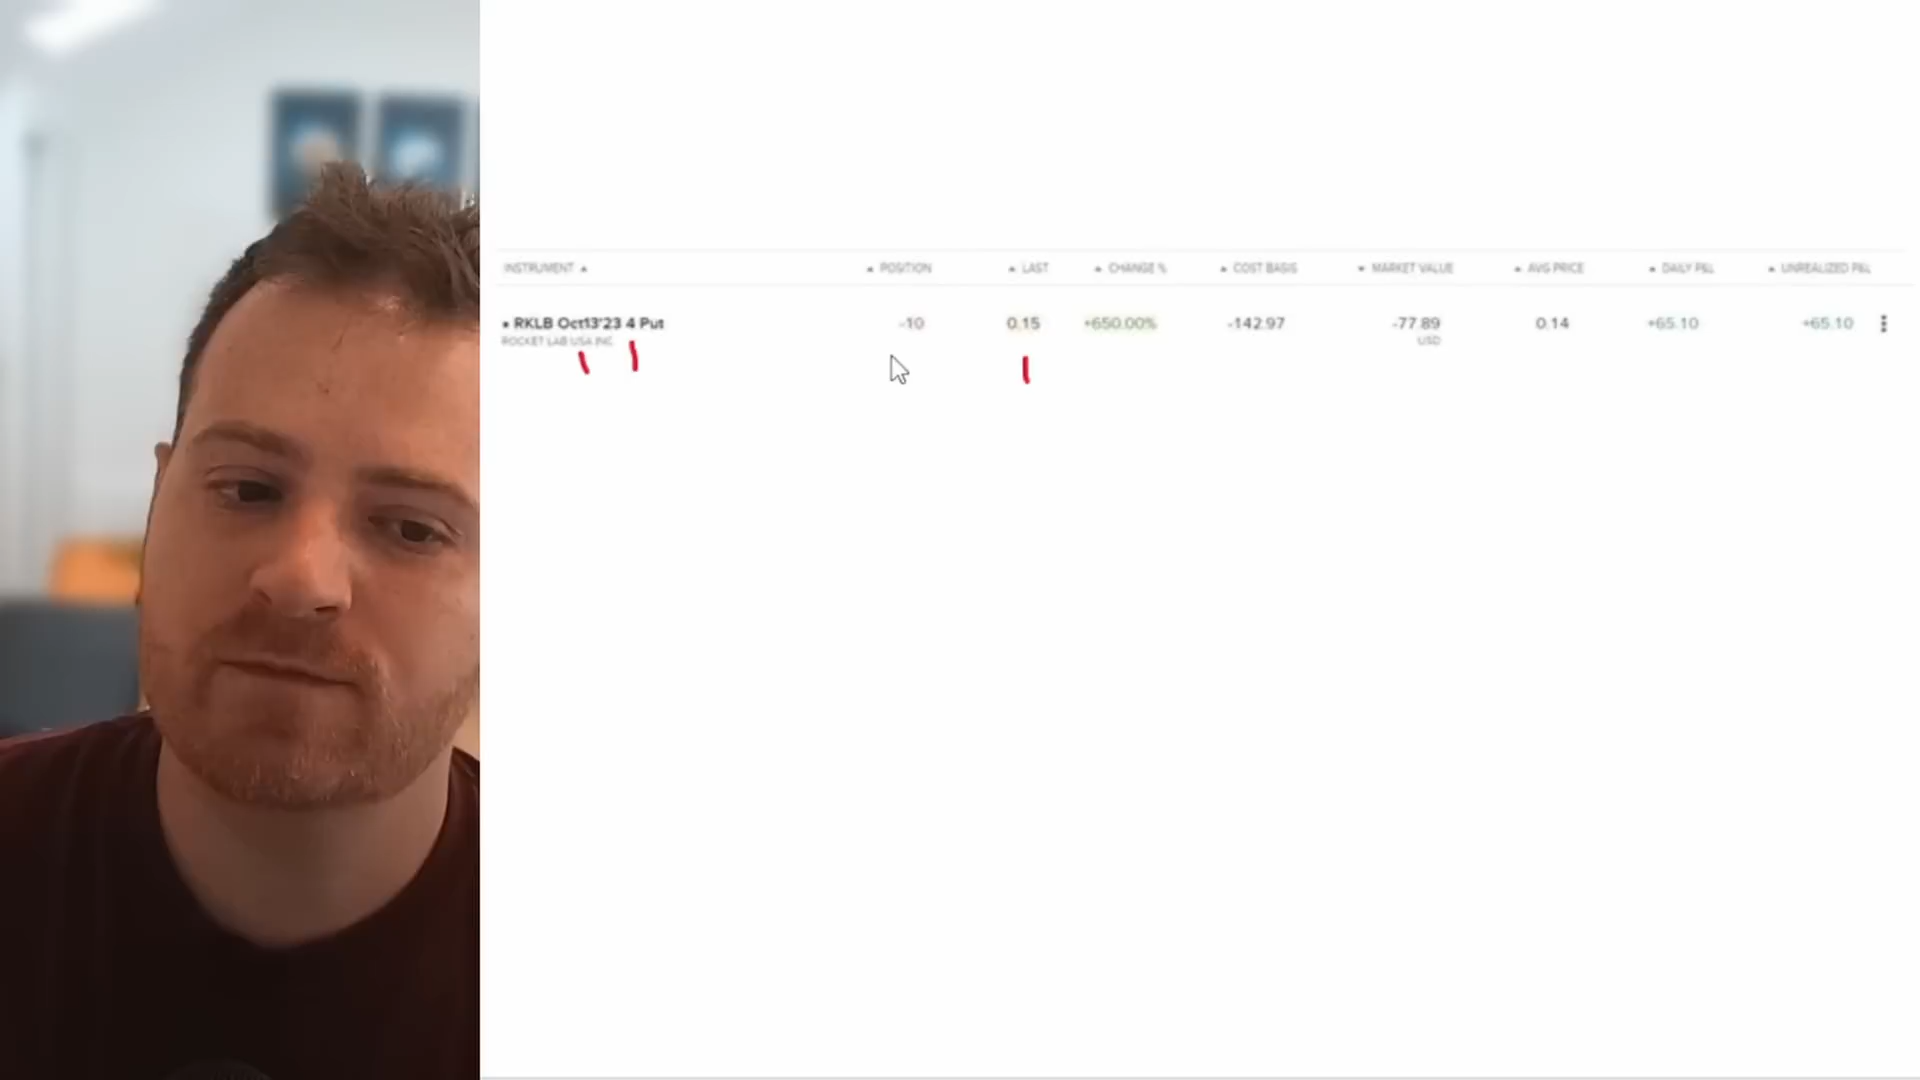 INSTRUMENT POSITION LAST CHANGE % COST BASIS MARKET VALUE AVG PRICE DAILY P&L UNREALIZED P&L
RKLB Oct13'23 4 Put -10 0.15 +650.00% -142.97 -77.89 0.14 +65.10 +65.10
ROCKET LAB USA INC USD